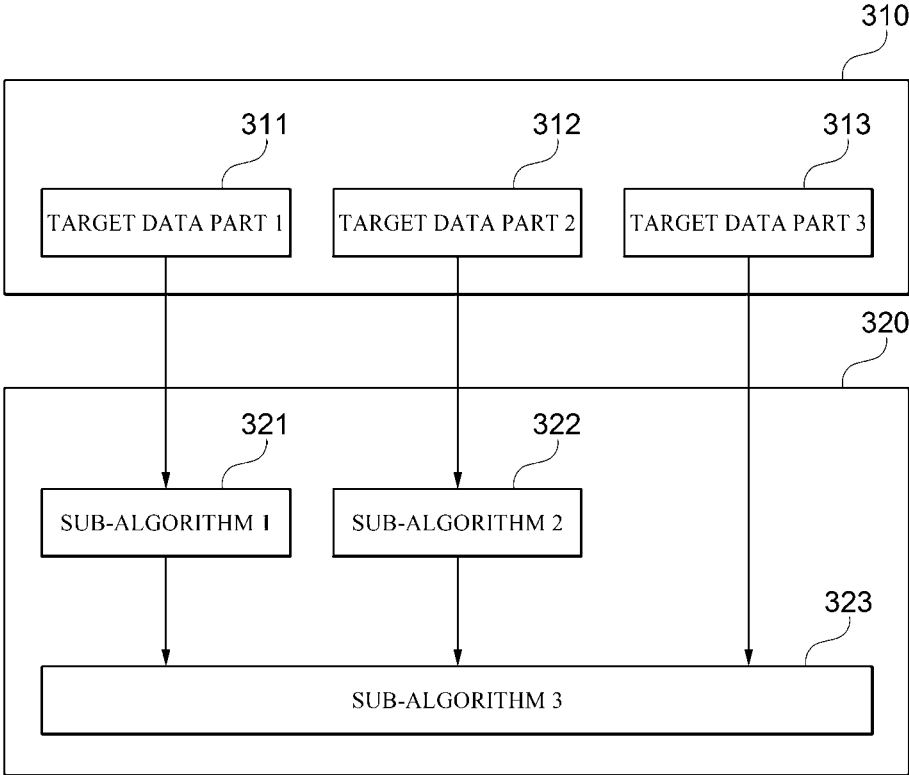 310
311
312
313
TARGET DATA PART 1
TARGET DATA PART 2
TARGET DATA PART 3
320
321
322
SUB-ALGORITHM 1
SUB-ALGORITHM 2
323
SUB-ALGORITHM 3